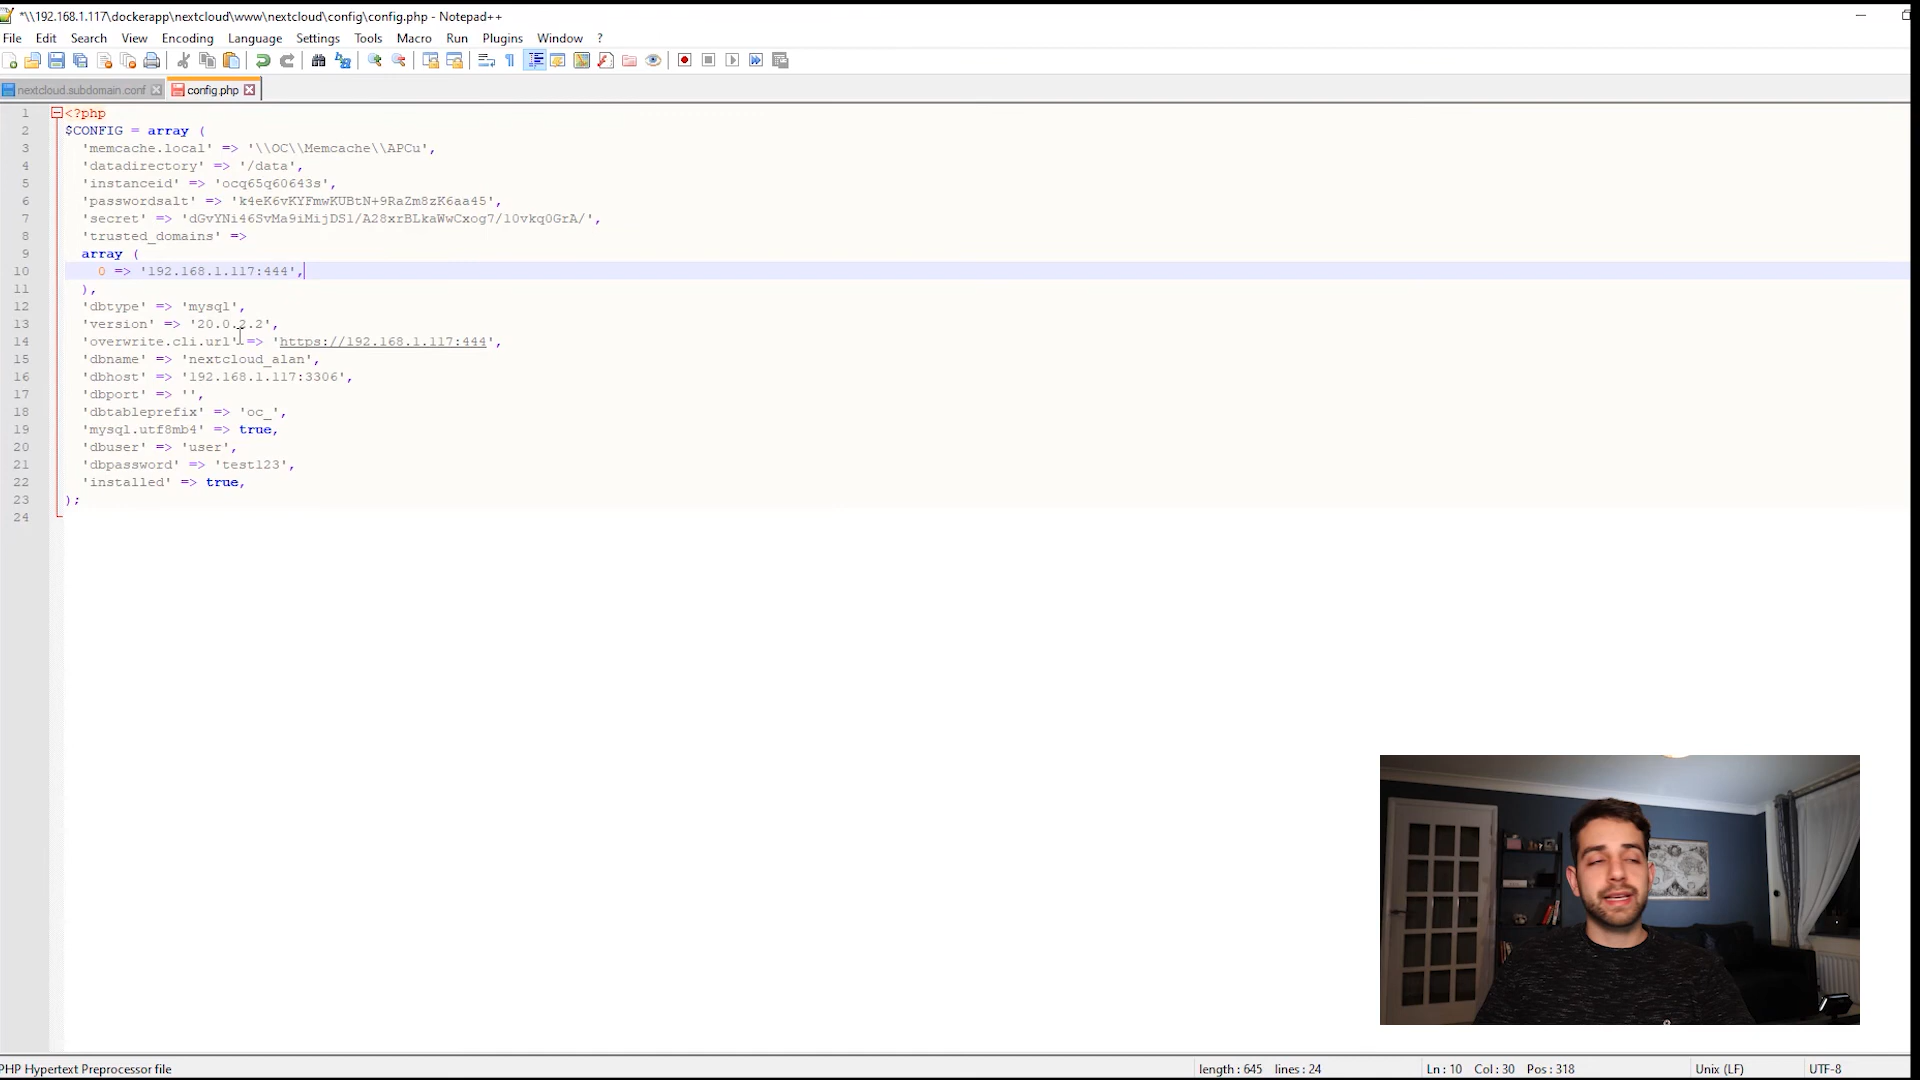 *\\192.168.1.117\dockerapp\nextcloud\www\nextcloud\config\config.php - Notepad++
File Edit Search View Encoding Language Settings Tools Macro Run Plugins Window ?
nextcloud.subdomain.conf config.php
1 <?php
2 $CONFIG = array (
3 'memcache.local' => '\\OC\\Memcache\\APCu',
4 'datadirectory' => '/data',
5 'instanceid' => 'ocq65q60643s',
6 'passwordsalt' => 'k4eK6vKYFmwKUBtN+9RaZm8zK6aa45',
7 'secret' => 'dGvYNi46SvMa9iMijDS1/A28xrBLkaWwCxog7/10vkq0GrA/',
8 'trusted_domains' =>
9 array (
10 0 => '192.168.1.117:444',
11 ),
12 'dbtype' => 'mysql',
13 'version' => '20.0.2.2',
14 'overwrite.cli.url' => 'https://192.168.1.117:444',
15 'dbname' => 'nextcloud_alan',
16 'dbhost' => '192.168.1.117:3306',
17 'dbport' => '',
18 'dbtableprefix' => 'oc_',
19 'mysql.utf8mb4' => true,
20 'dbuser' => 'user',
21 'dbpassword' => 'test123',
22 'installed' => true,
23 );
24
PHP Hypertext Preprocessor file length : 645 lines : 24 Ln : 10 Col : 30 Pos : 318 Unix (LF) UTF-8